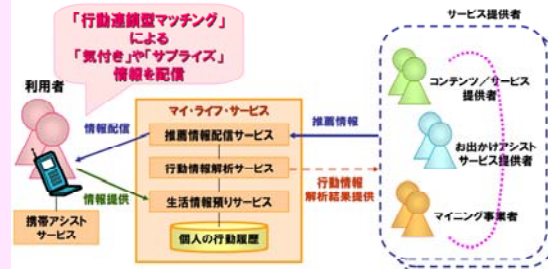 「行動連鎖型マッチング」
による
「気付き」や「サプライズ」
情報を配信
利用者
情報配信
情報提供
携帯アシスト
サービス
マイ・ライフ・サービス
推薦情報配信サービス
行動情報解析サービス
生活情報預りサービス
個人の行動履歴
推薦情報
行動情報
解析結果提供
サービス提供者
コンテンツ／サービス
提供者
お出かけアシスト
サービス提供者
マイニング事業者